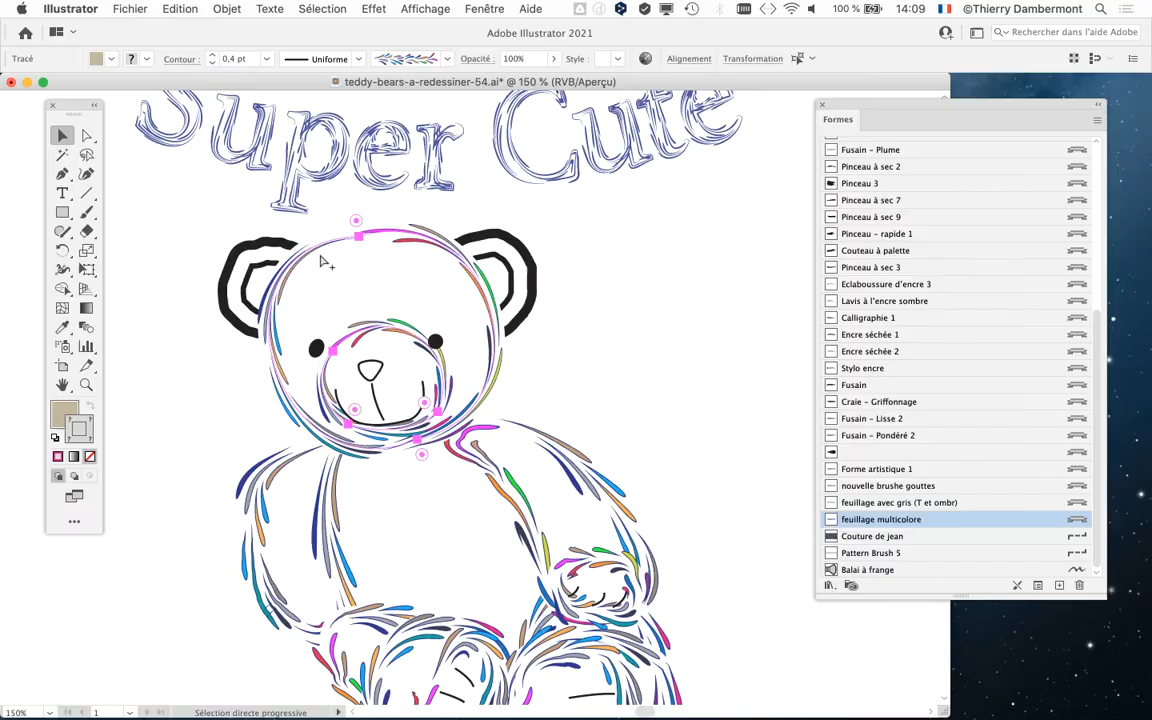 Illustrator Fichier Edition Objet Texte Sélection Effet Affichage Fenêtre Aide 100 % 14:09 ©Thierry Dambermont
Adobe Illustrator 2021 Rechercher dans l'aide Adobe
Tracé ? Contour : 0,4 pt Uniforme Opacité : 100% Style : Alignement Transformation
teddy-bears-a-redessiner-54.ai* @ 150 % (RVB/Aperçu)
Super Cute
Formes
Fusain - Plume
Pinceau à sec 2
Pinceau 3
Pinceau à sec 7
Pinceau à sec 9
Pinceau - rapide 1
Couteau à palette
Pinceau à sec 3
Eclaboussure d'encre 3
Lavis à l'encre sombre
Calligraphie 1
Encre séchée 1
Encre séchée 2
Stylo encre
Fusain
Craie - Griffonnage
Fusain - Lisse 2
Fusain - Pondéré 2
Forme artistique 1
nouvelle brushe gouttes
feuillage avec gris (T et ombr)
feuillage multicolore
Couture de jean
Pattern Brush 5
Balai à frange
150% 1 Sélection directe progressive